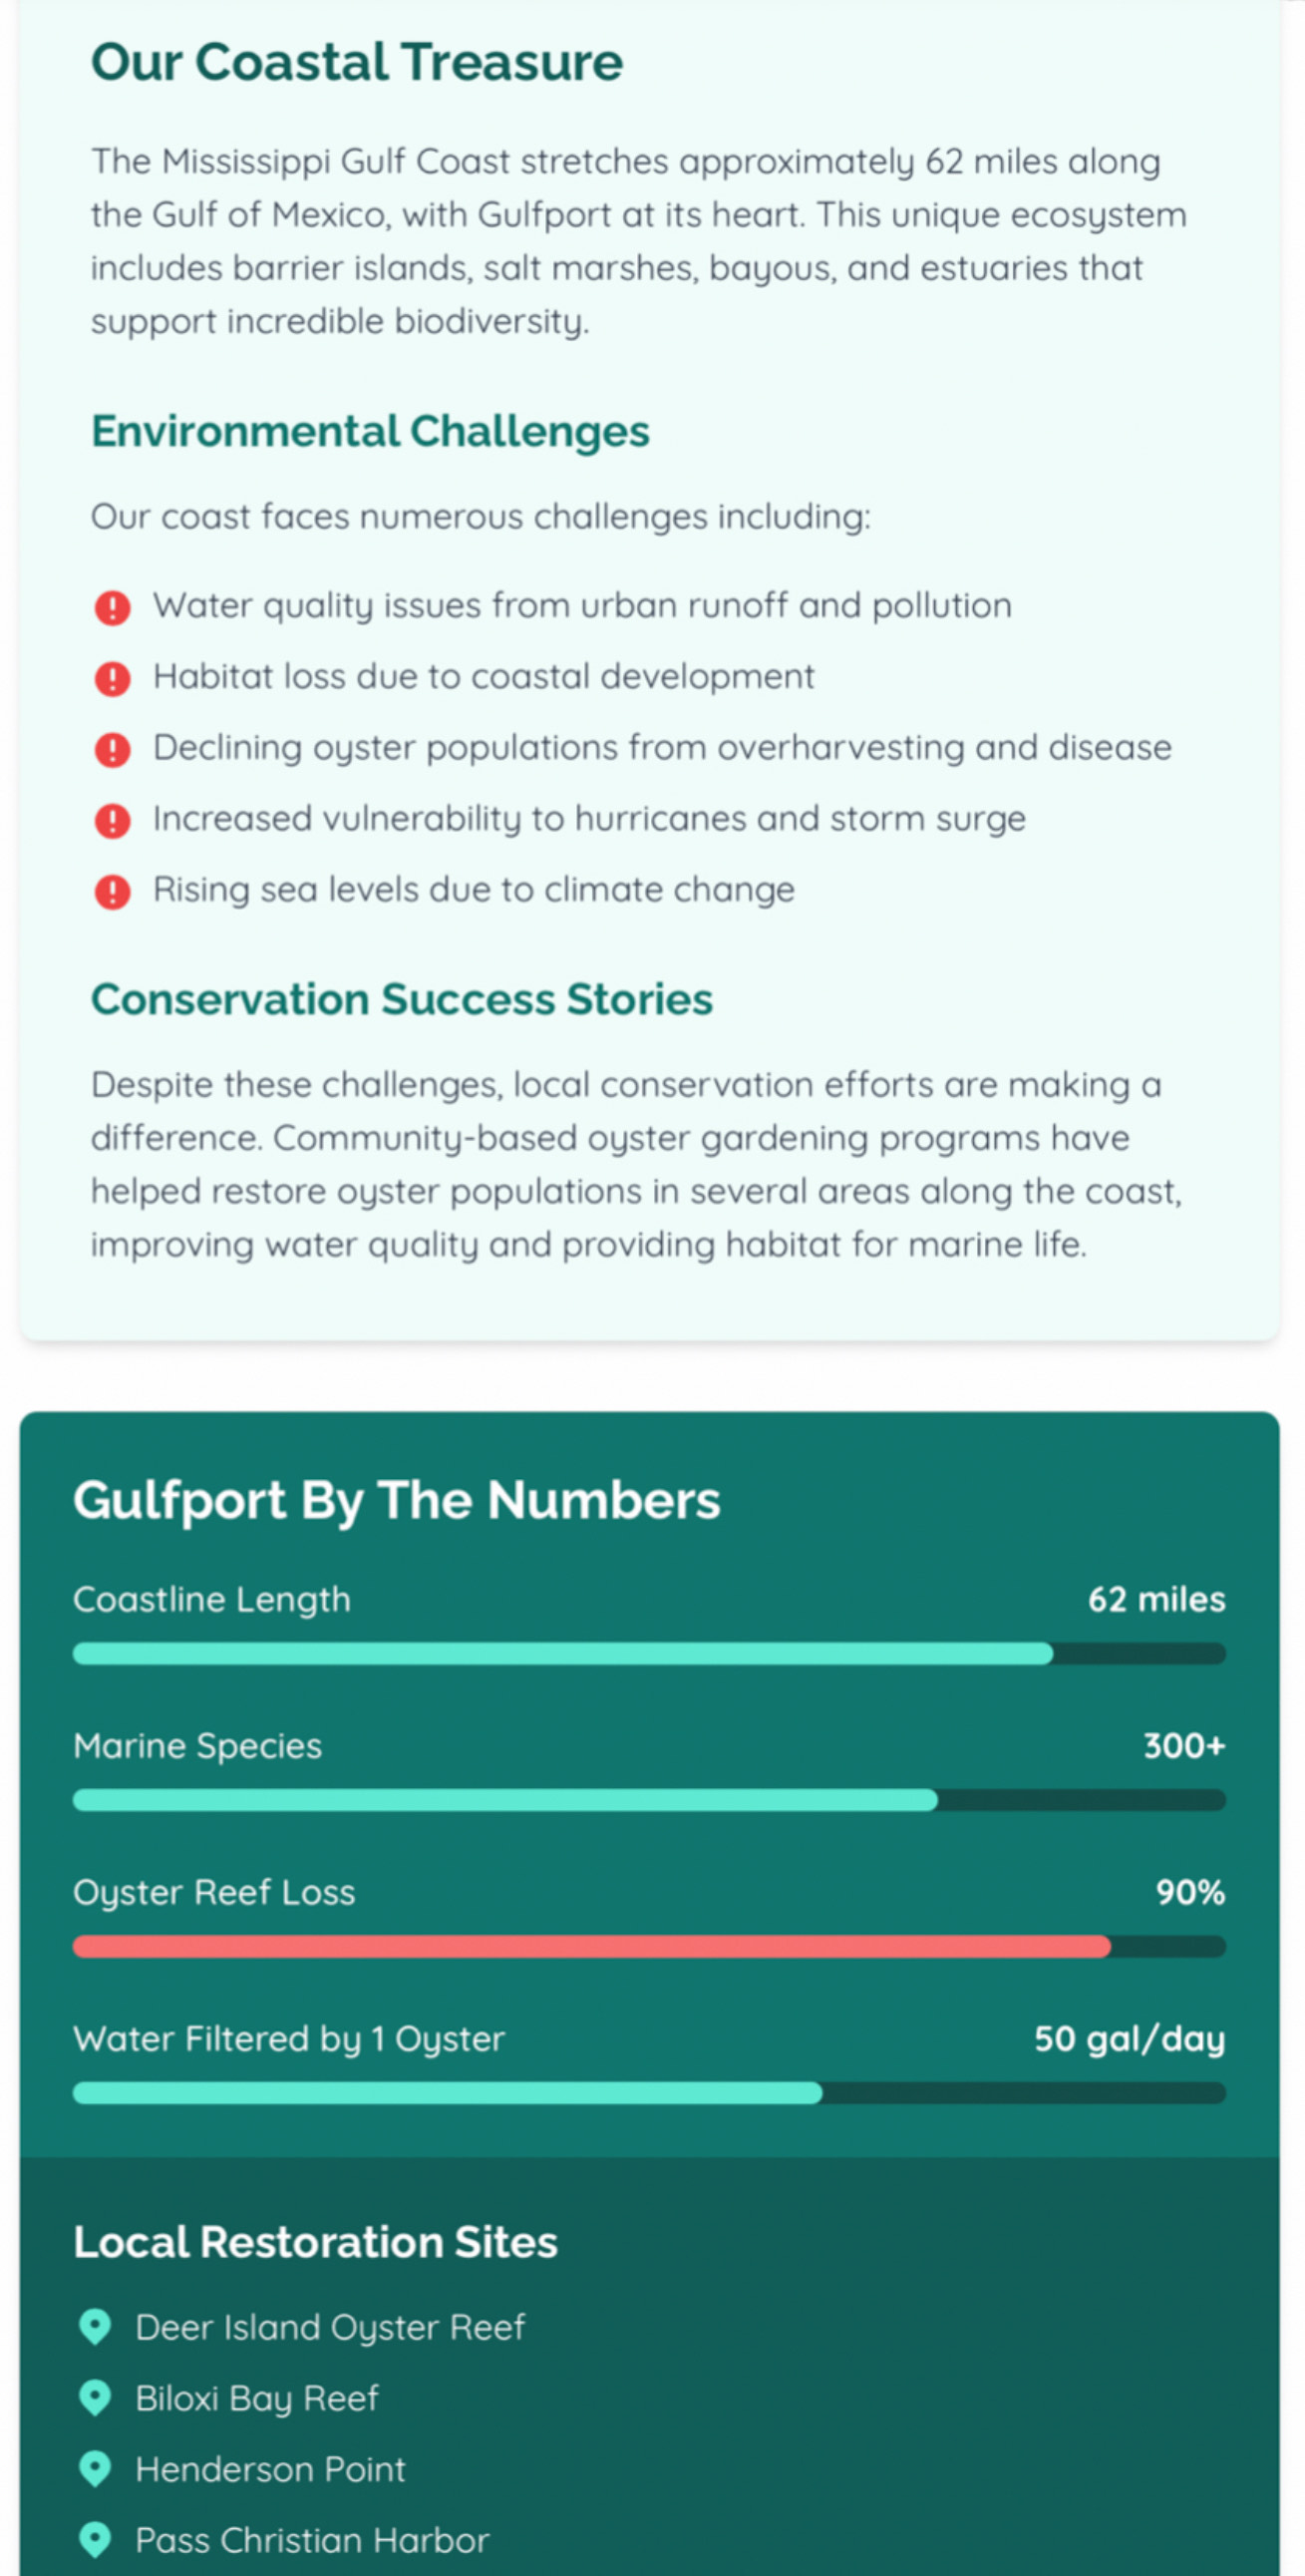 Our Coastal Treasure
The Mississippi Gulf Coast stretches approximately 62 miles along
the Gulf of Mexico, with Gulfport at its heart. This unique ecosystem
includes barrier islands, salt marshes, bayous, and estuaries that
support incredible biodiversity.
Environmental Challenges
Our coast faces numerous challenges including:
Water quality issues from urban runoff and pollution
Habitat loss due to coastal development
Declining oyster populations from overharvesting and disease
Increased vulnerability to hurricanes and storm surge
Rising sea levels due to climate change
Conservation Success Stories
Despite these challenges, local conservation efforts are making a
difference. Community-based oyster gardening programs have
helped restore oyster populations in several areas along the coast,
improving water quality and providing habitat for marine life.
Gulfport By The Numbers
Coastline Length 62 miles
Marine Species 300+
Oyster Reef Loss 90%
Water Filtered by 1 Oyster 50 gal/day
Local Restoration Sites
Deer Island Oyster Reef
Biloxi Bay Reef
Henderson Point
Pass Christian Harbor